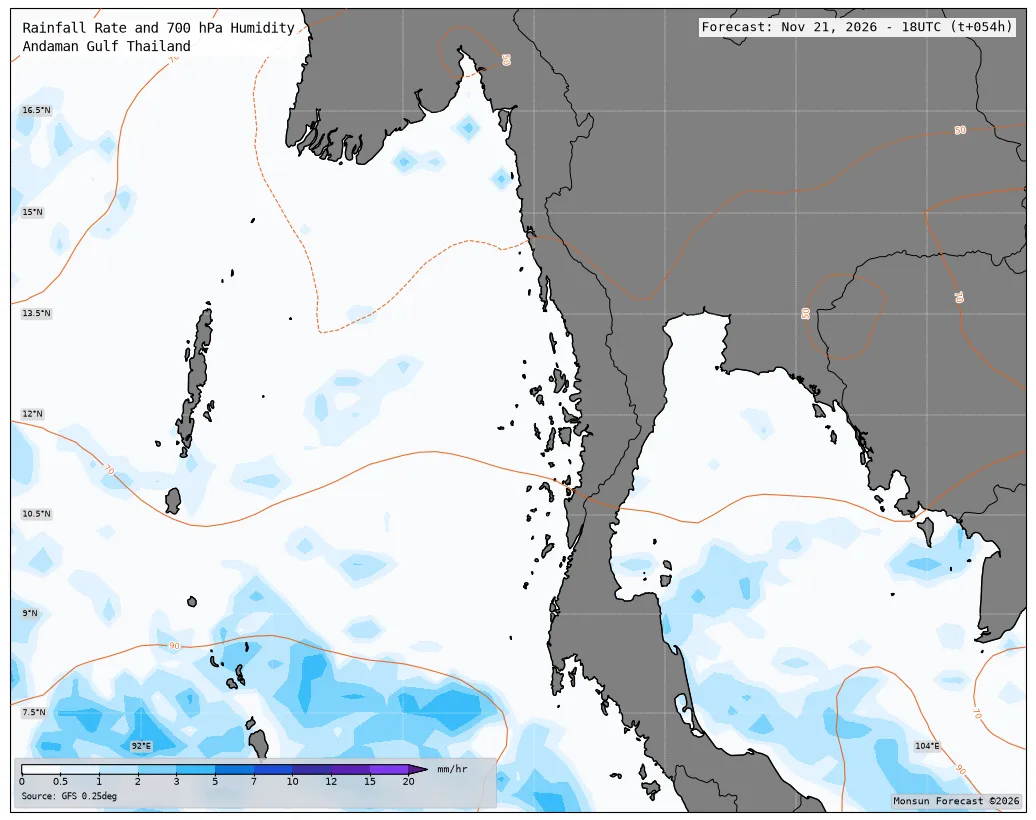 Rainfall Rate and 700 hPa Humidity
Andaman Gulf Thailand
Forecast: Nov 21, 2026 - 18UTC (t+054h)
50
50
16.5°N
15°N
70
50
13.5°N
12°N
70
10.5°N
9°N
90
70
7.5°N
92°E
104°E
90
mm/hr
0 0.5 1 2 3 5 7 10 12 15 20
Source: GFS 0.25deg
Monsun Forecast ©2026